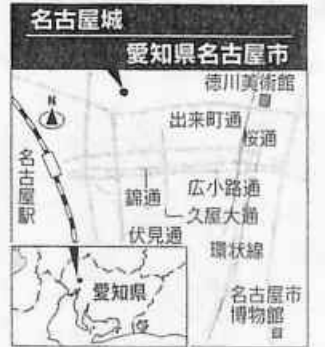 名古屋城
愛知県名古屋市
徳川美術館
N
出来町通
桜通
名古屋駅
錦通
広小路通
久屋大通
伏見通
環状線
愛知県
名古屋市
博物館